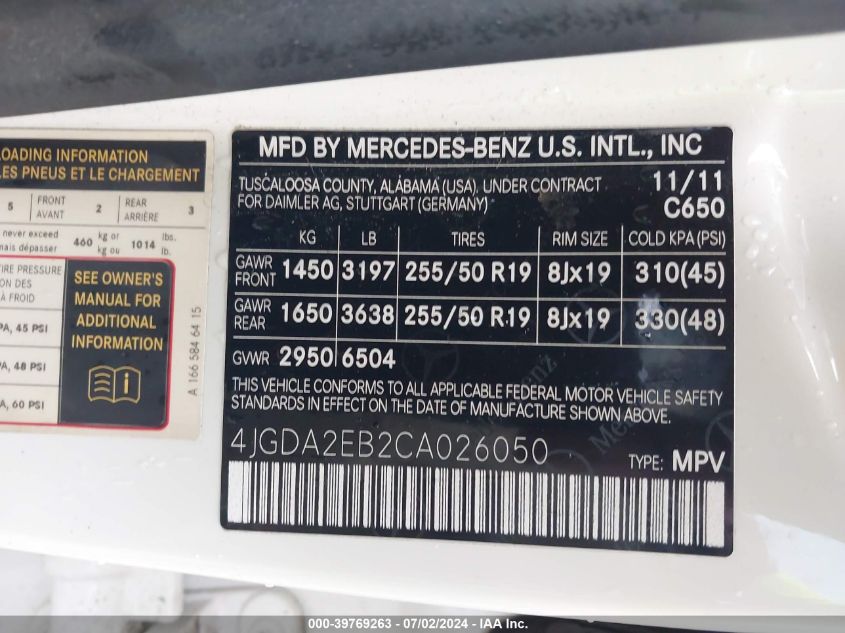 LOADING INFORMATION
LES PNEUS ET LE CHARGEMENT
5 FRONT AVANT 2 REAR ARRIÈRE 3
never exceed 460 kg or 1014 lbs.
mais dépasser kg ou lb.
TIRE PRESSURE
ION DES
À FROID
PA, 45 PSI
PA, 48 PSI
A, 60 PSI
SEE OWNER'S
MANUAL FOR
ADDITIONAL
INFORMATION
A 166 584 64 15
MFD BY MERCEDES-BENZ U.S. INTL., INC
TUSCALOOSA COUNTY, ALABAMA (USA). UNDER CONTRACT 11/11
FOR DAIMLER AG, STUTTGART (GERMANY) C650
KG LB TIRES RIM SIZE COLD KPA (PSI)
GAWR FRONT 1450 3197 255/50 R19 8Jx19 310(45)
GAWR REAR 1650 3638 255/50 R19 8Jx19 330(48)
GVWR 2950 6504
THIS VEHICLE CONFORMS TO ALL APPLICABLE FEDERAL MOTOR VEHICLE SAFETY
STANDARDS IN EFFECT ON THE DATE OF MANUFACTURE SHOWN ABOVE.
4JGDA2EB2CA026050
TYPE: MPV
000-39769263 - 07/02/2024 - IAA Inc.